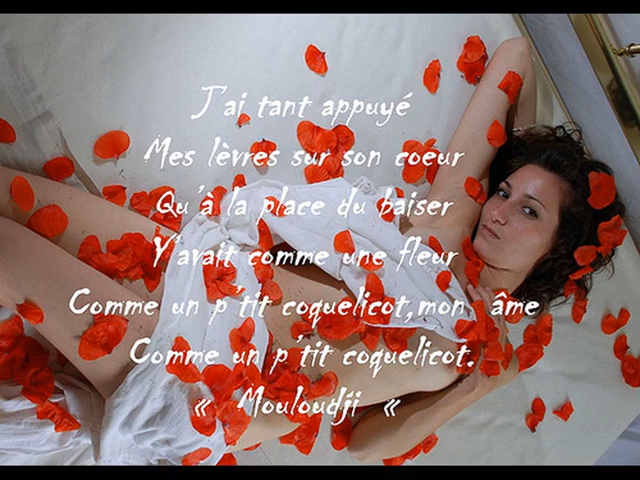 J'ai tant appuyé
Mes lèvres sur son coeur
Qu'à la place du baiser
Y'avait comme une fleur
Comme un p'tit coquelicot,mon âme
Comme un p'tit coquelicot.
« Mouloudji «